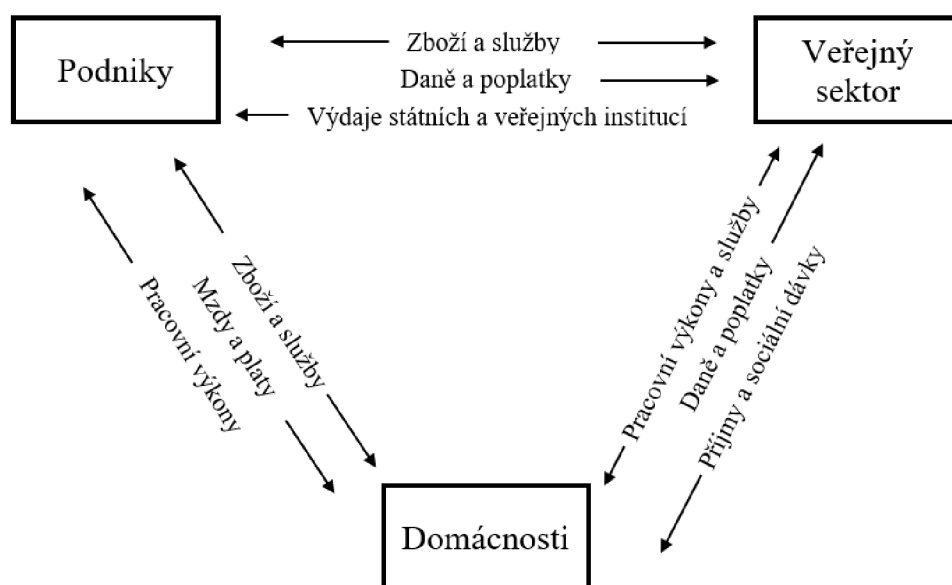 Zboží a služby
Podniky
Veřejný
sektor
Daně a poplatky
Výdaje státních a veřejných institucí
Zboží a služby
Mzdy a platy
Pracovní výkony
Pracovní výkony a služby
Daně a poplatky
Příjmy a sociální dávky
Domácnosti